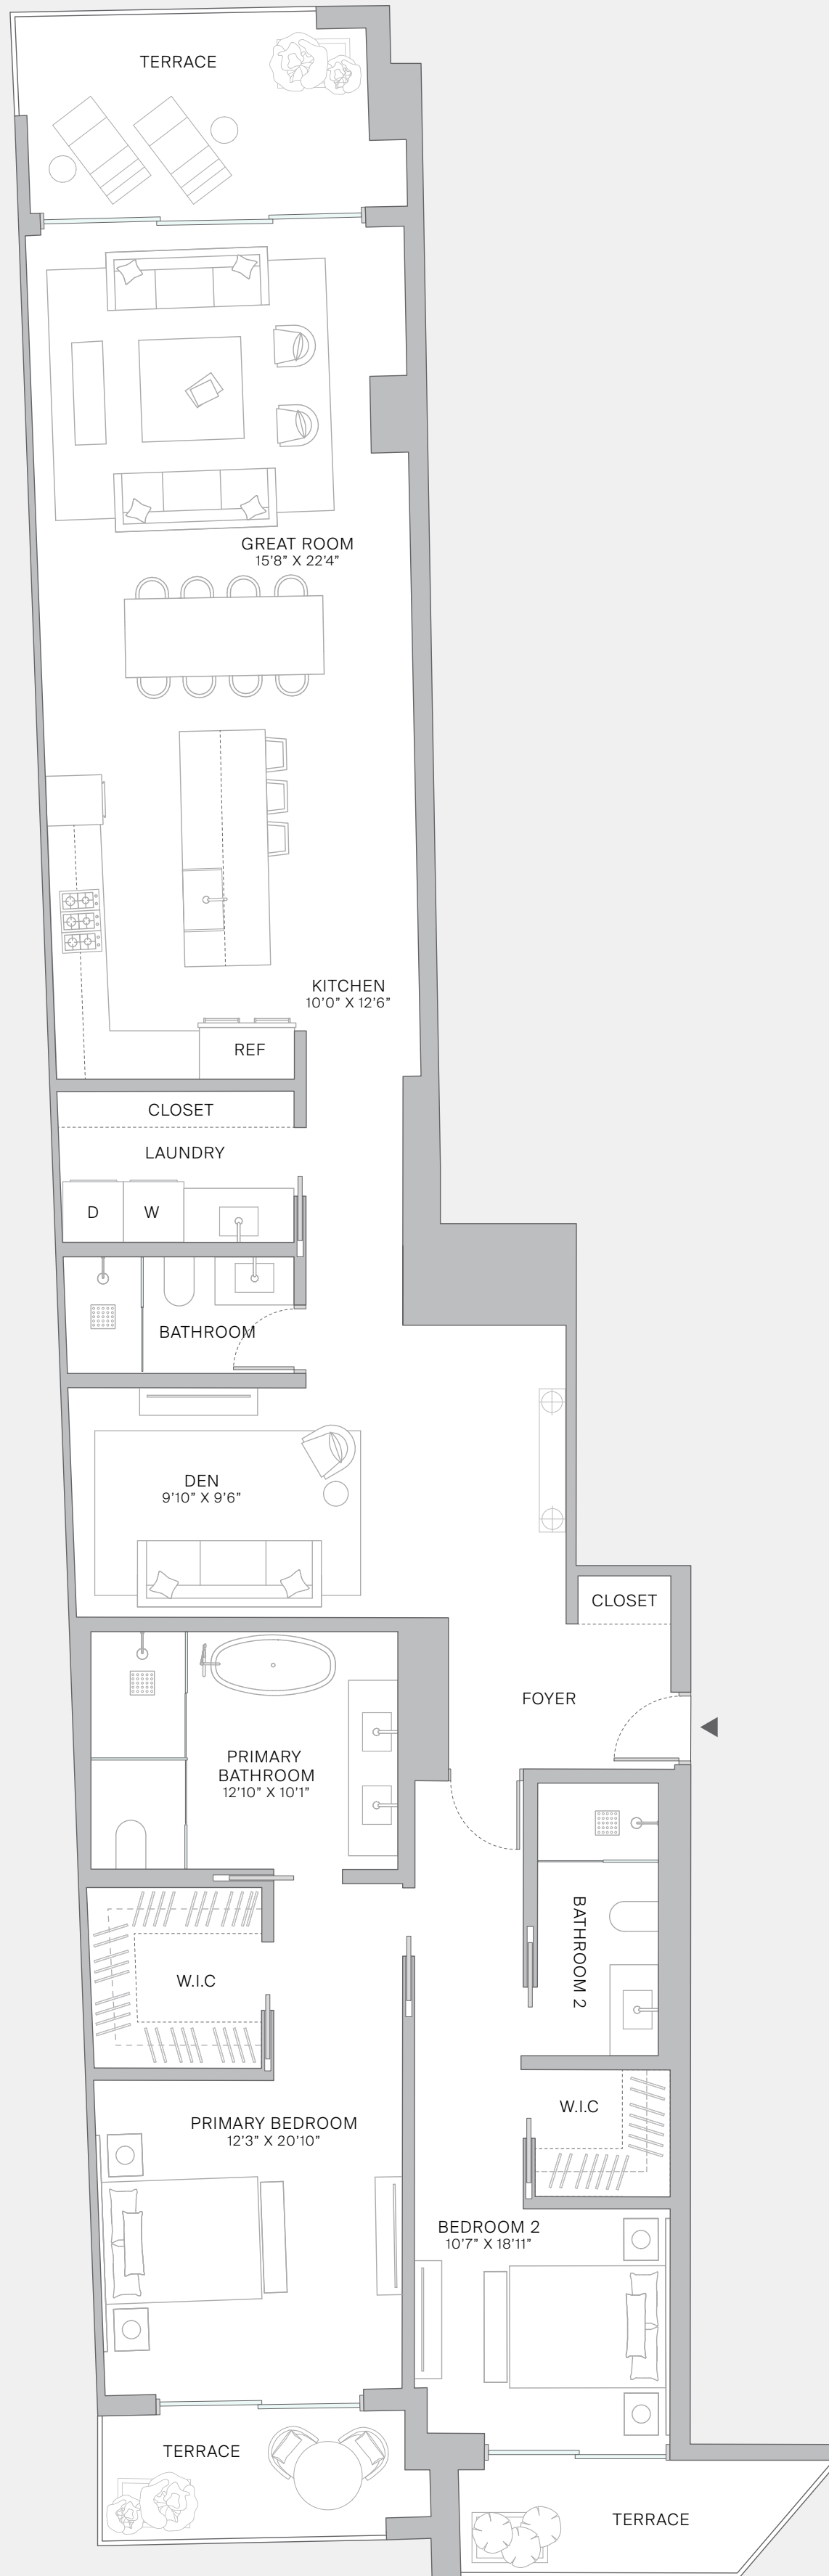 TERRACE
GREAT ROOM
15’8” X 22’4”
KITCHEN
10’0” X 12’6”
REF
CLOSET
LAUNDRY
D
W
BATHROOM
DEN
9’10” X 9’6”
CLOSET
FOYER
PRIMARY
BATHROOM
12’10” X 10’1”
BATHROOM 2
W.I.C
W.I.C
PRIMARY BEDROOM
12’3” X 20’10”
BEDROOM 2
10’7” X 18’11”
TERRACE
TERRACE